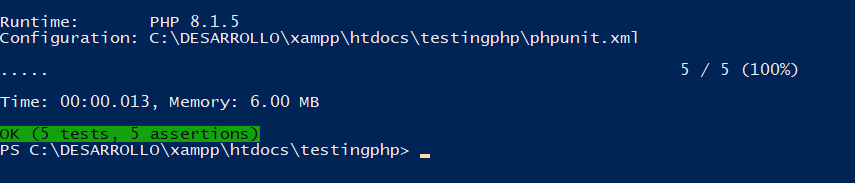 Runtime:       PHP 8.1.5
Configuration: C:\DESARROLLO\xampp\htdocs\testingphp\phpunit.xml
.....                                                               5 / 5 (100%)
Time: 00:00.013, Memory: 6.00 MB
OK (5 tests, 5 assertions)
PS C:\DESARROLLO\xampp\htdocs\testingphp>